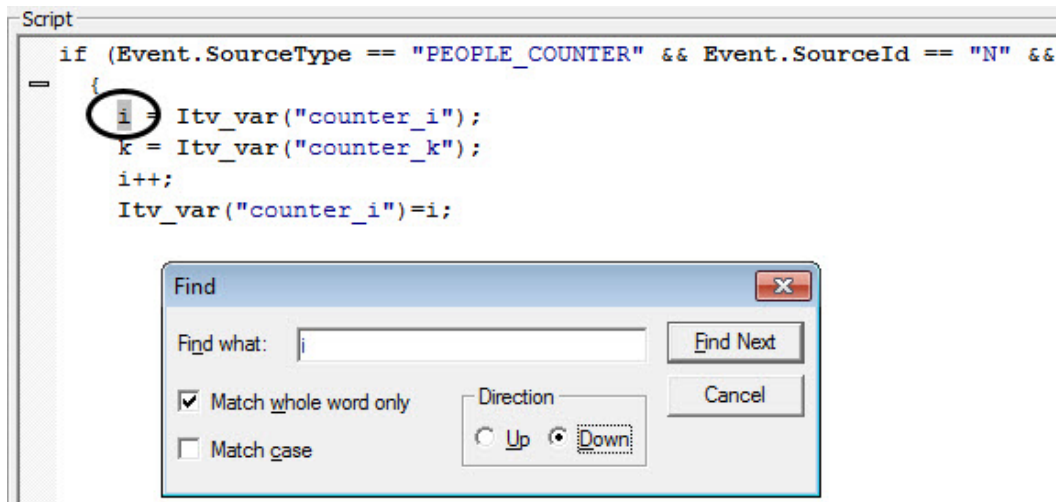 Script
if (Event.SourceType == "PEOPLE_COUNTER" && Event.SourceId == "N" &&
{
i = Itv_var("counter_i");
k = Itv_var("counter_k");
i++;
Itv_var("counter_i")=i;
Find
Find what: i
Find Next
Match whole word only
Direction
Cancel
Match case
Up Down